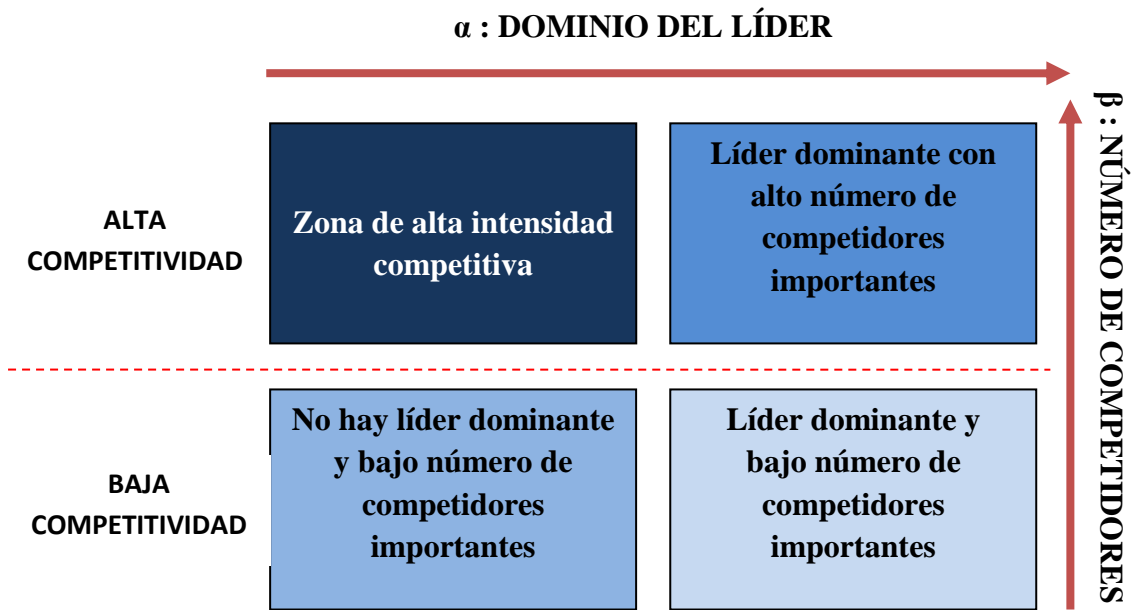 α : DOMINIO DEL LÍDER
β : NÚMERO DE COMPETIDORES
ALTA
COMPETITIVIDAD
Zona de alta intensidad
competitiva
Líder dominante con
alto número de
competidores
importantes
BAJA
COMPETITIVIDAD
No hay líder dominante
y bajo número de
competidores
importantes
Líder dominante y
bajo número de
competidores
importantes